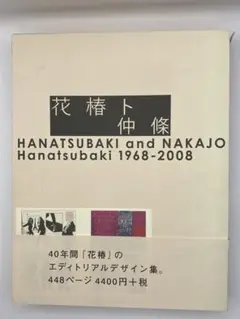 花椿ト
仲條
HANATSUBAKI and NAKAJO
Hanatsubaki 1968-2008
40年間『花椿』の
エディトリアルデザイン集。
448ページ 4400円+税